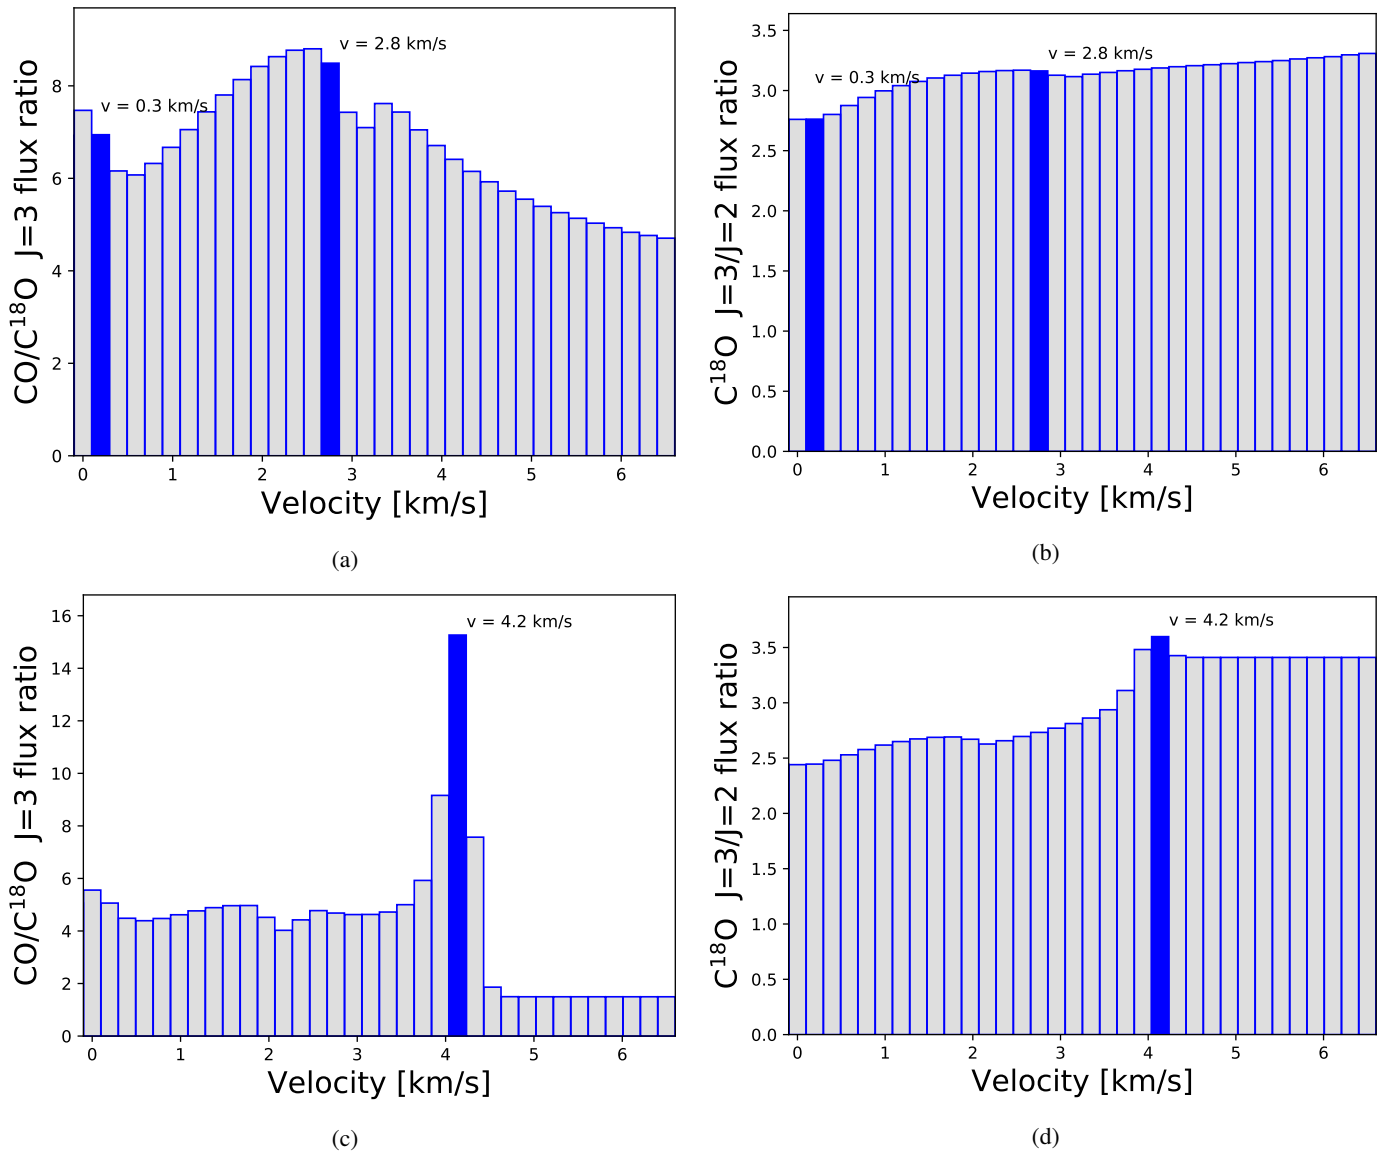 CO/C¹⁸O J=3 flux ratio
8
6
4
2
0
v = 0.3 km/s
v = 2.8 km/s
0 1 2 3 4 5 6
Velocity [km/s]
(a)
C¹⁸O J=3/J=2 flux ratio
3.5
3.0
2.5
2.0
1.5
1.0
0.5
0.0
v = 0.3 km/s
v = 2.8 km/s
0 1 2 3 4 5 6
Velocity [km/s]
(b)
CO/C¹⁸O J=3 flux ratio
16
14
12
10
8
6
4
2
0
v = 4.2 km/s
0 1 2 3 4 5 6
Velocity [km/s]
(c)
C¹⁸O J=3/J=2 flux ratio
3.5
3.0
2.5
2.0
1.5
1.0
0.5
0.0
v = 4.2 km/s
0 1 2 3 4 5 6
Velocity [km/s]
(d)